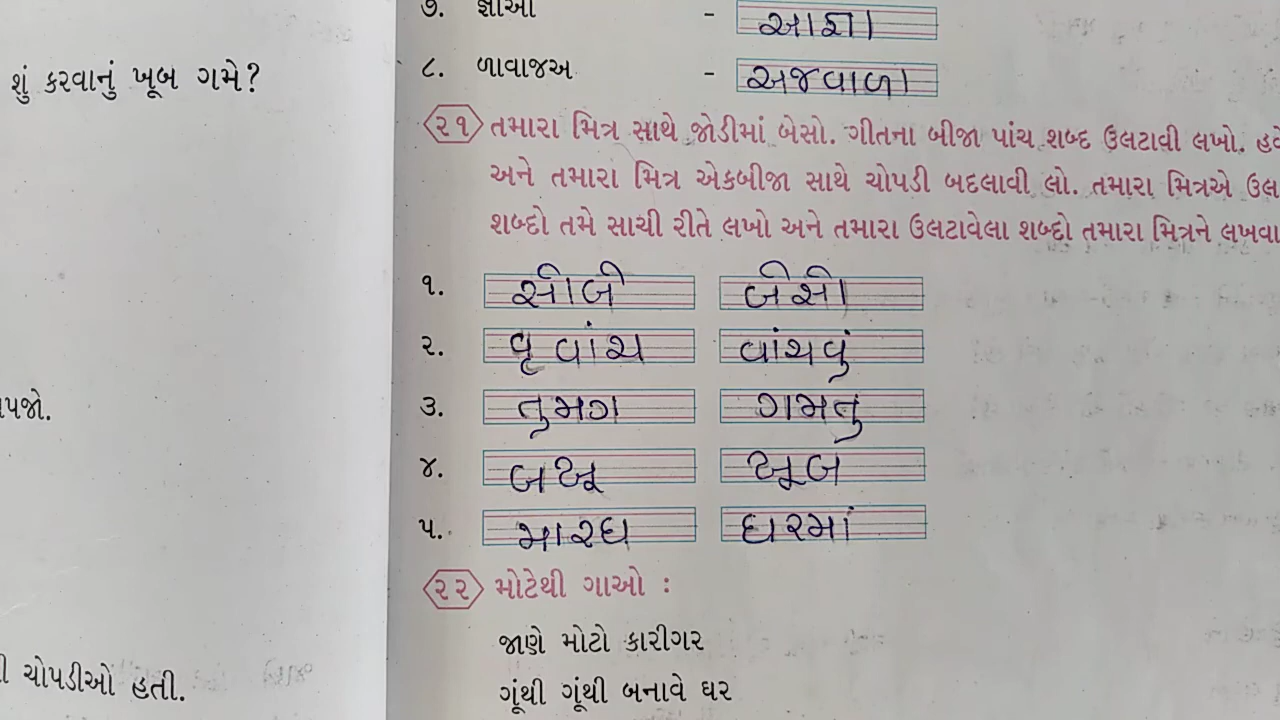 શું કરવાનું ખૂબ ગમે?
પજો.
ચોપડીઓ હતી.
૭. જ્ઞાઆ - આજ્ઞા
૮. ળાવાજઅ - અજવાળા
૨૧ તમારા મિત્ર સાથે જોડીમાં બેસો. ગીતના બીજા પાંચ શબ્દ ઉલટાવી લખો. હવે
અને તમારા મિત્ર એકબીજા સાથે ચોપડી બદલાવી લો. તમારા મિત્રએ ઉલ
શબ્દો તમે સાચી રીતે લખો અને તમારા ઉલટાવેલા શબ્દો તમારા મિત્રને લખવા
૧. સોબે બેસો
૨. વૃ વાંચ વાંચવું
૩. તુમગ ગમતુ
૪. બખૂ ખૂબ
૫. મારઘ ઘરમાં
૨૨ મોટેથી ગાઓ :
જાણે મોટો કારીગર
ગૂંથી ગૂંથી બનાવે ઘર